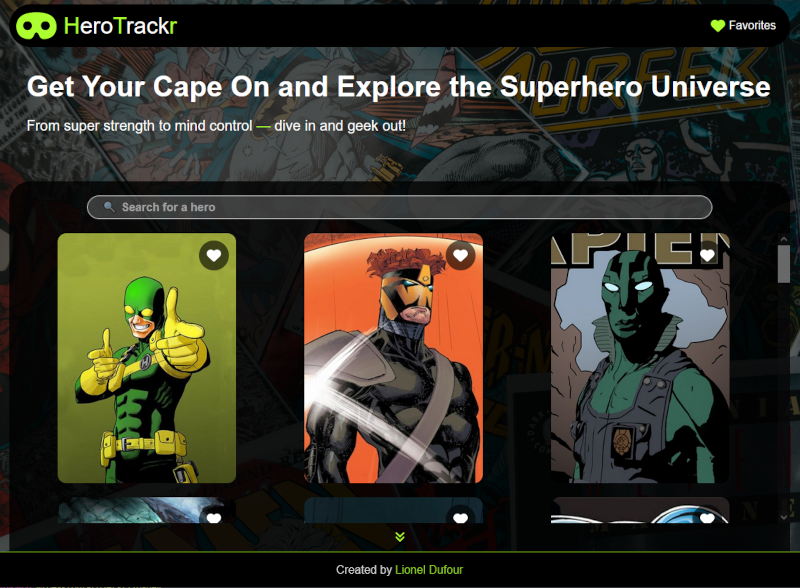 HeroTrackr
Favorites
Get Your Cape On and Explore the Superhero Universe
From super strength to mind control — dive in and geek out!
Search for a hero
Created by Lionel Dufour